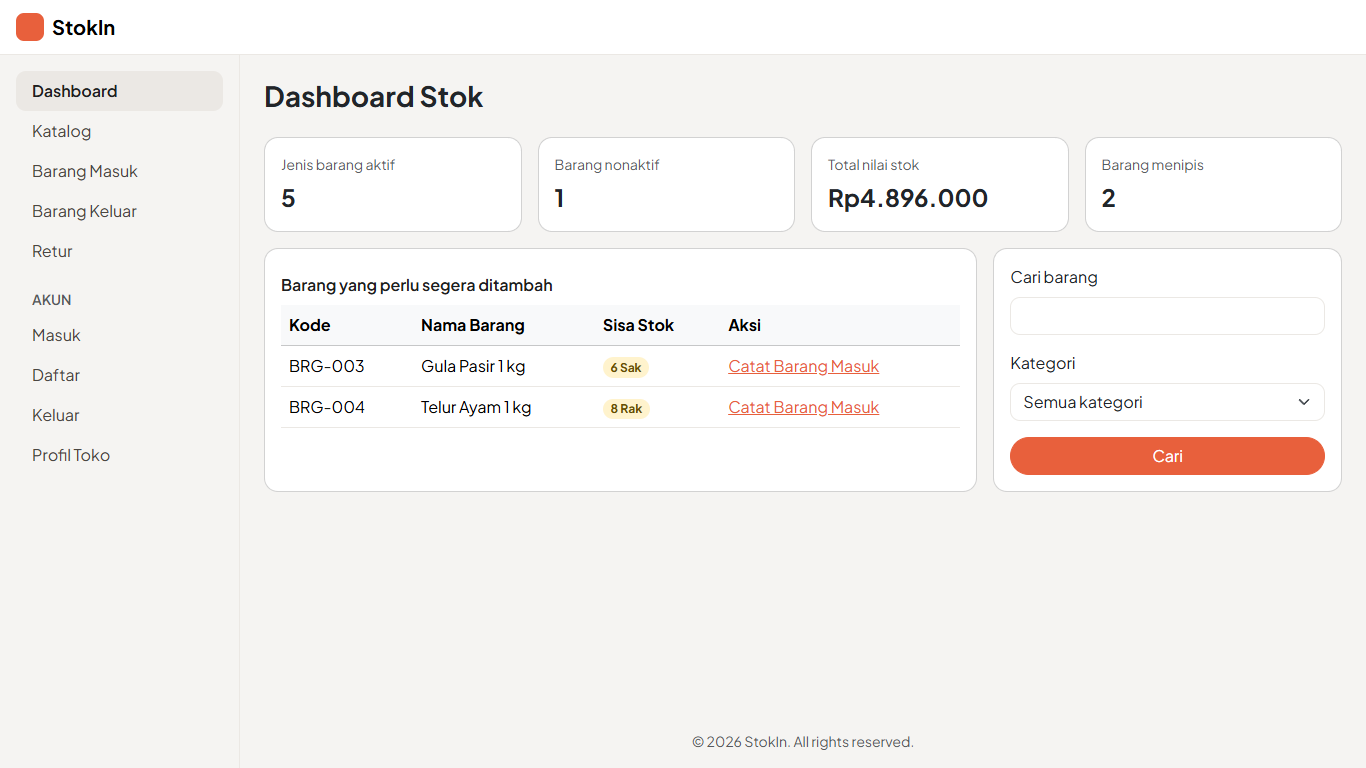 StokIn
Dashboard
Katalog
Barang Masuk
Barang Keluar
Retur
AKUN
Masuk
Daftar
Keluar
Profil Toko
Dashboard Stok
Jenis barang aktif
5
Barang nonaktif
1
Total nilai stok
Rp4.896.000
Barang menipis
2
Barang yang perlu segera ditambah
Kode Nama Barang Sisa Stok Aksi
BRG-003 Gula Pasir 1 kg 6 Sak Catat Barang Masuk
BRG-004 Telur Ayam 1 kg 8 Rak Catat Barang Masuk
Cari barang
Kategori
Semua kategori
Cari
© 2026 StokIn. All rights reserved.